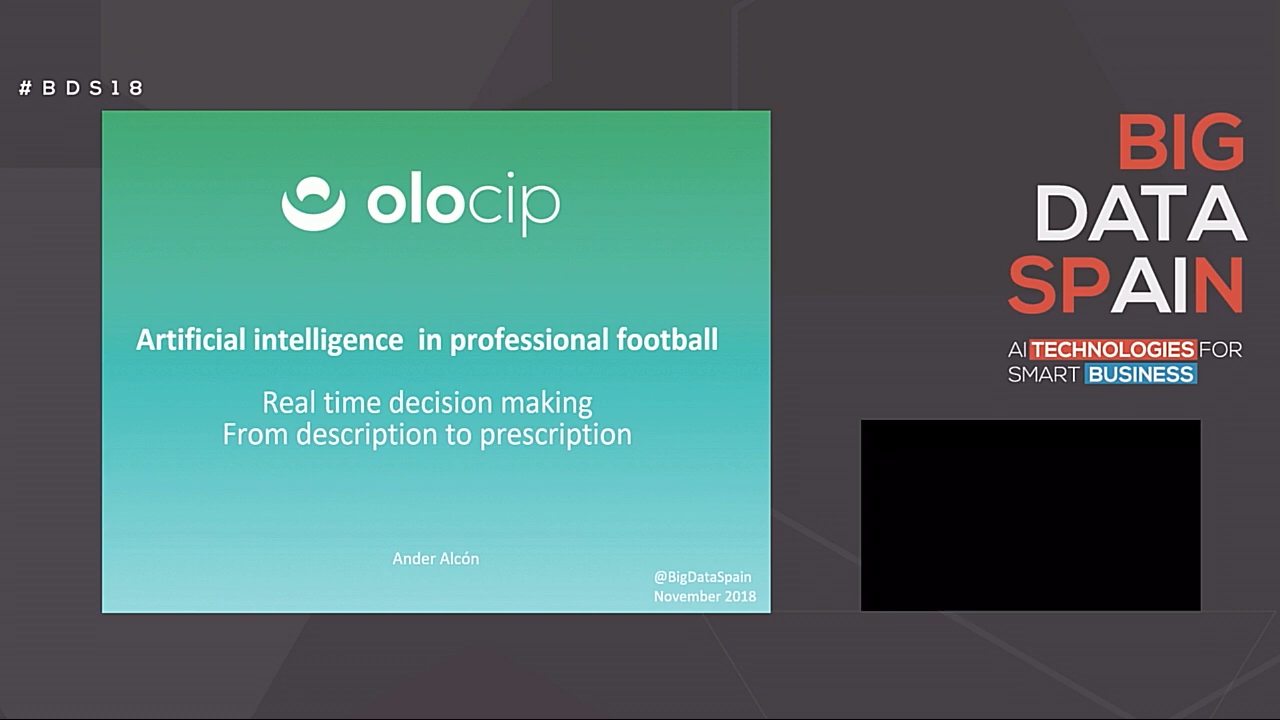 #BDS18
olocip
Artificial intelligence  in professional football
Real time decision making
From description to prescription
Ander Alcón
@BigDataSpain
November 2018
BIG
DATA
SPAIN
AI TECHNOLOGIES FOR
SMART BUSINESS